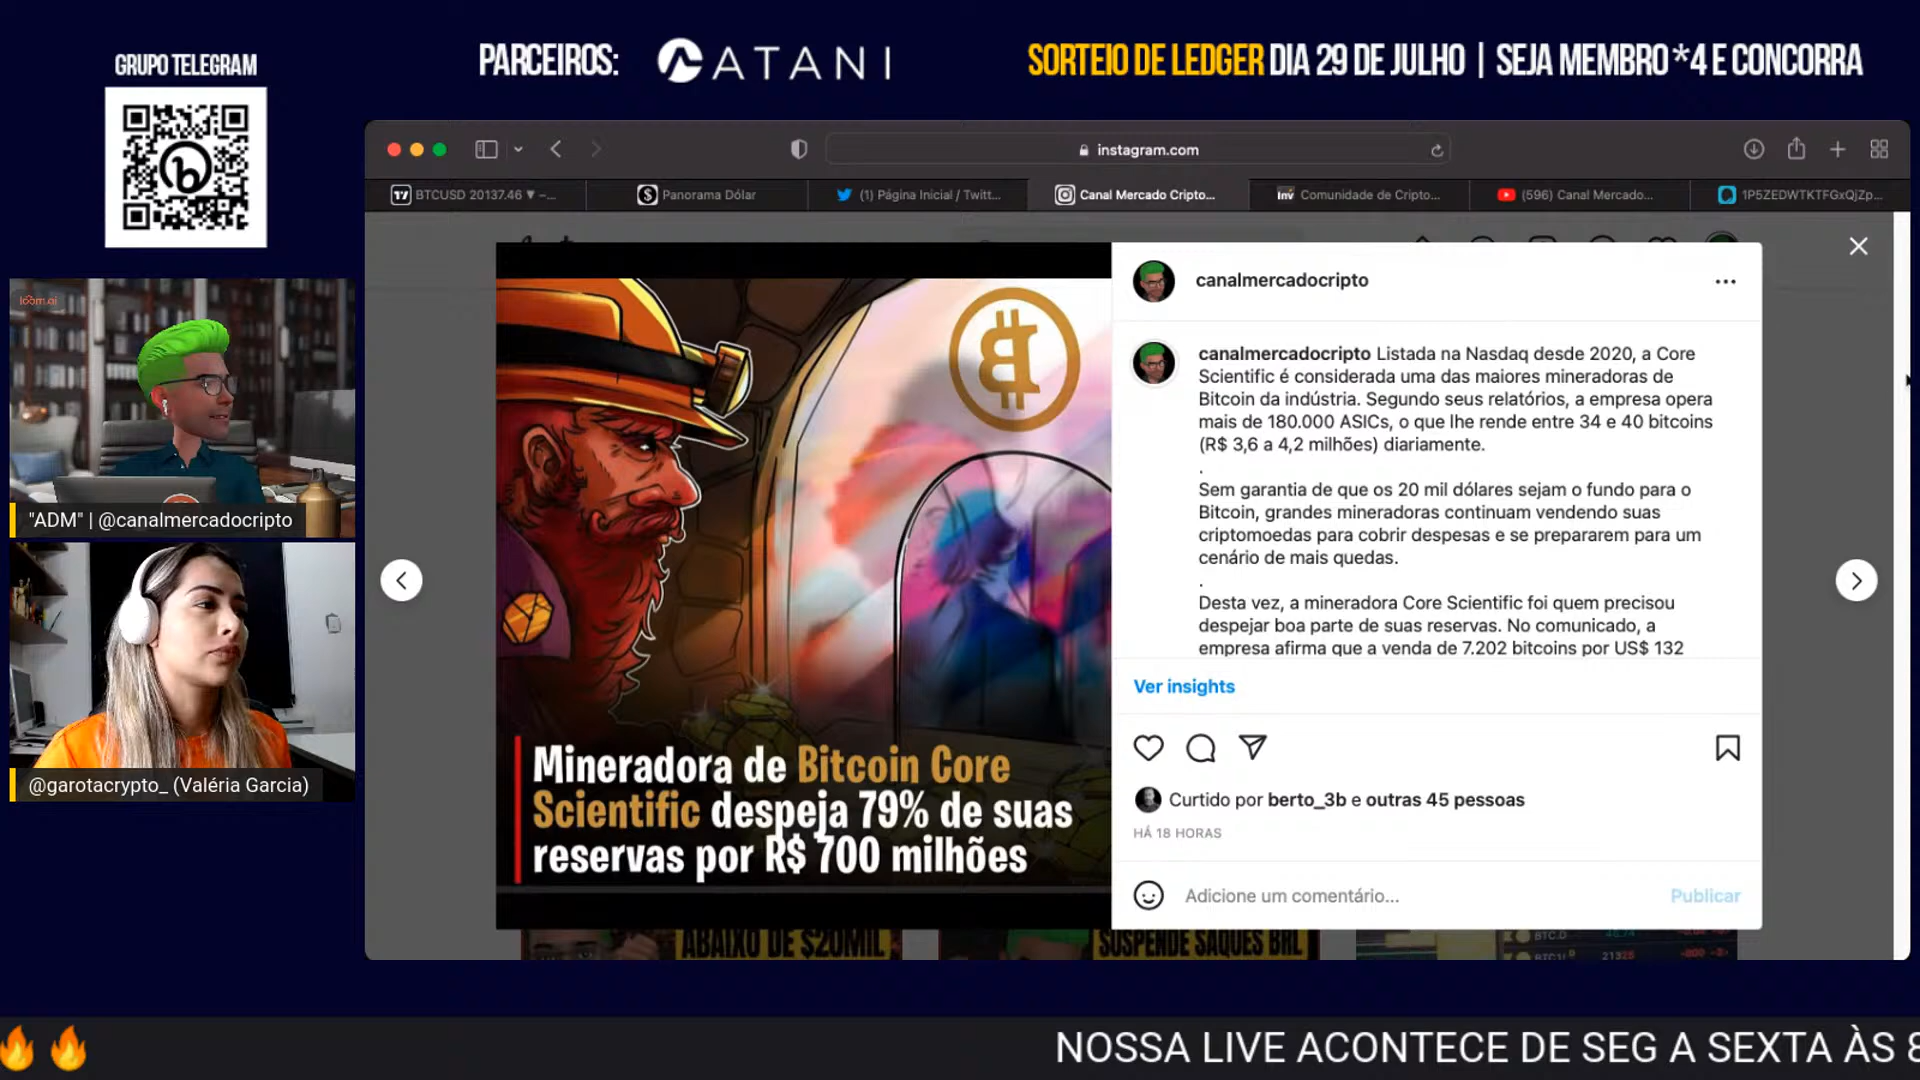 GRUPO TELEGRAM
PARCEIROS:
ATANI
SORTEIO DE LEDGER DIA 29 DE JULHO | SEJA MEMBRO *4 E CONCORRA
instagram.com
BTCUSD 20137.46 ▼ −...
Panorama Dólar
(1) Página Inicial / Twitt...
Canal Mercado Cripto...
Inv
Comunidade de Cripto...
(596) Canal Mercado...
1P5ZEDWTKTFGxQjZp...
loom.ai
"ADM" | @canalmercadocripto
@garotacrypto_ (Valéria Garcia)
Mineradora de Bitcoin Core
Scientific despeja 79% de suas
reservas por R$ 700 milhões
canalmercadocripto
canalmercadocripto Listada na Nasdaq desde 2020, a Core
Scientific é considerada uma das maiores mineradoras de
Bitcoin da indústria. Segundo seus relatórios, a empresa opera
mais de 180.000 ASICs, o que lhe rende entre 34 e 40 bitcoins
(R$ 3,6 a 4,2 milhões) diariamente.
.
Sem garantia de que os 20 mil dólares sejam o fundo para o
Bitcoin, grandes mineradoras continuam vendendo suas
criptomoedas para cobrir despesas e se prepararem para um
cenário de mais quedas.
.
Desta vez, a mineradora Core Scientific foi quem precisou
despejar boa parte de suas reservas. No comunicado, a
empresa afirma que a venda de 7.202 bitcoins por US$ 132
Ver insights
Curtido por berto_3b e outras 45 pessoas
HÁ 18 HORAS
Adicione um comentário...
Publicar
ABAIXO DE $20MIL
SUSPENDE SAQUES BRL
BTC.D
NOSSA LIVE ACONTECE DE SEG A SEXTA ÀS 8